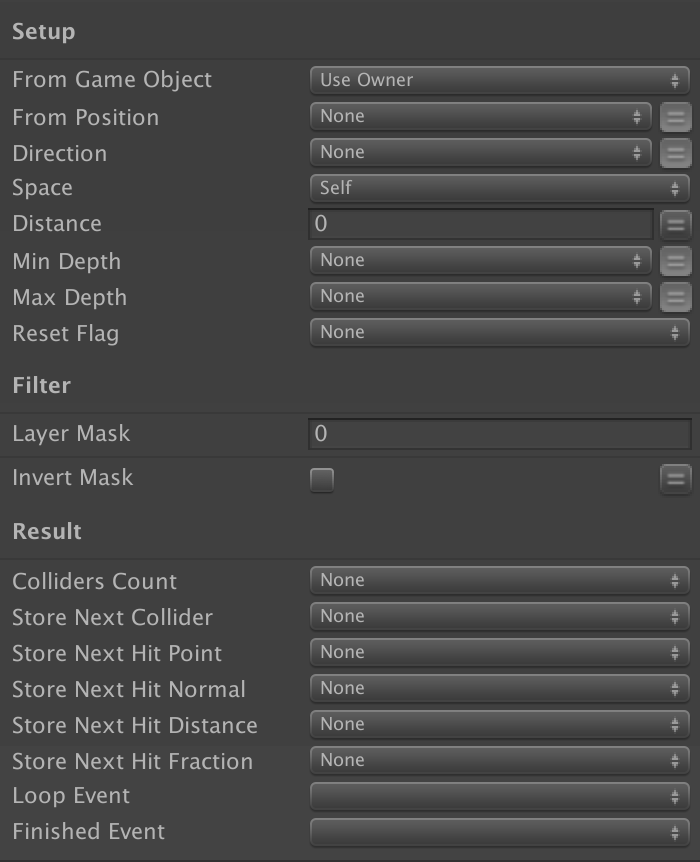 Setup
From Game Object Use Owner
From Position None
Direction None
Space Self
Distance 0
Min Depth None
Max Depth None
Reset Flag None
Filter
Layer Mask 0
Invert Mask
Result
Colliders Count None
Store Next Collider None
Store Next Hit Point None
Store Next Hit Normal None
Store Next Hit Distance None
Store Next Hit Fraction None
Loop Event
Finished Event